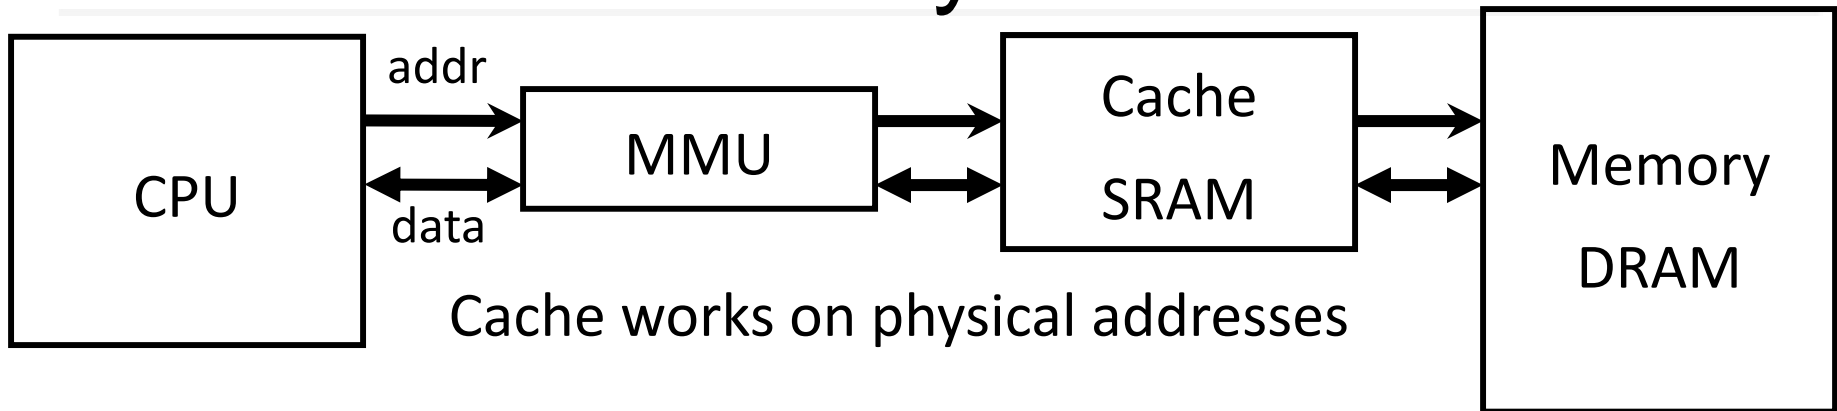 addr
CPU
data
MMU
Cache
SRAM
Memory
DRAM
Cache works on physical addresses